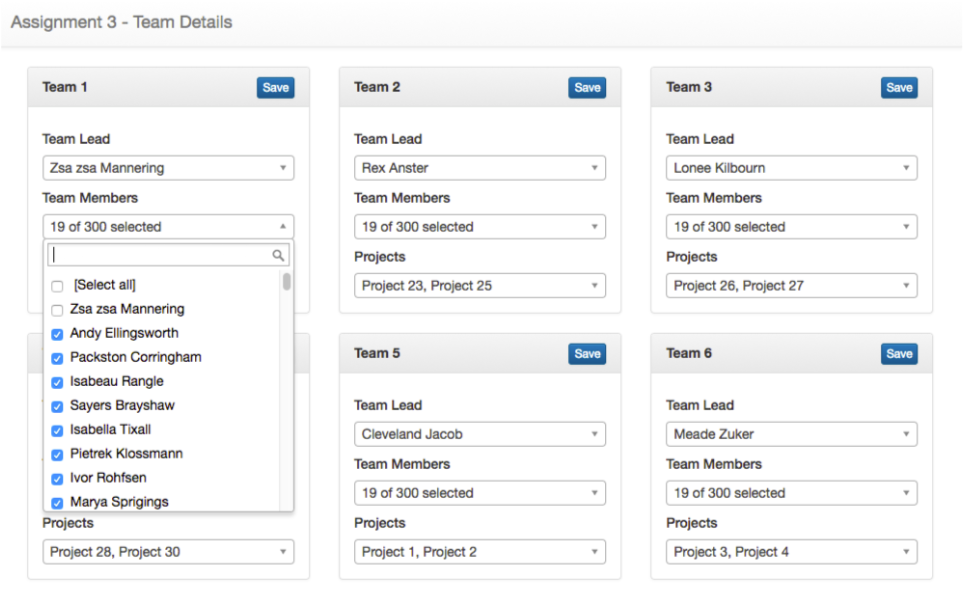 Assignment 3 - Team Details
Team 1
Save
Team Lead
Zsa zsa Mannering
Team Members
19 of 300 selected
[Select all]
Zsa zsa Mannering
Andy Ellingsworth
Packston Corringham
Isabeau Rangle
Sayers Brayshaw
Isabella Tixall
Pietrek Klossmann
Ivor Rohfsen
Marya Sprigings
Projects
Project 28, Project 30
Team 2
Save
Team Lead
Rex Anster
Team Members
19 of 300 selected
Projects
Project 23, Project 25
Team 3
Save
Team Lead
Lonee Kilbourn
Team Members
19 of 300 selected
Projects
Project 26, Project 27
Team 5
Save
Team Lead
Cleveland Jacob
Team Members
19 of 300 selected
Projects
Project 1, Project 2
Team 6
Save
Team Lead
Meade Zuker
Team Members
19 of 300 selected
Projects
Project 3, Project 4